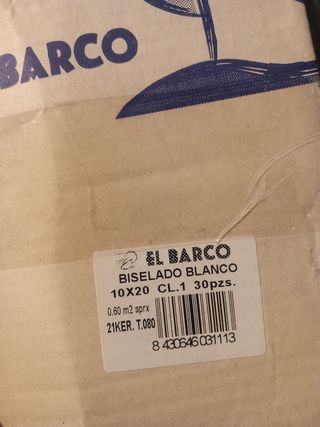 BARCO
EL BARCO
BISELADO BLANCO
10X20 CL.1 30pzs.
0.60 m2 aprx
21KER. T.080
8 430646 031113